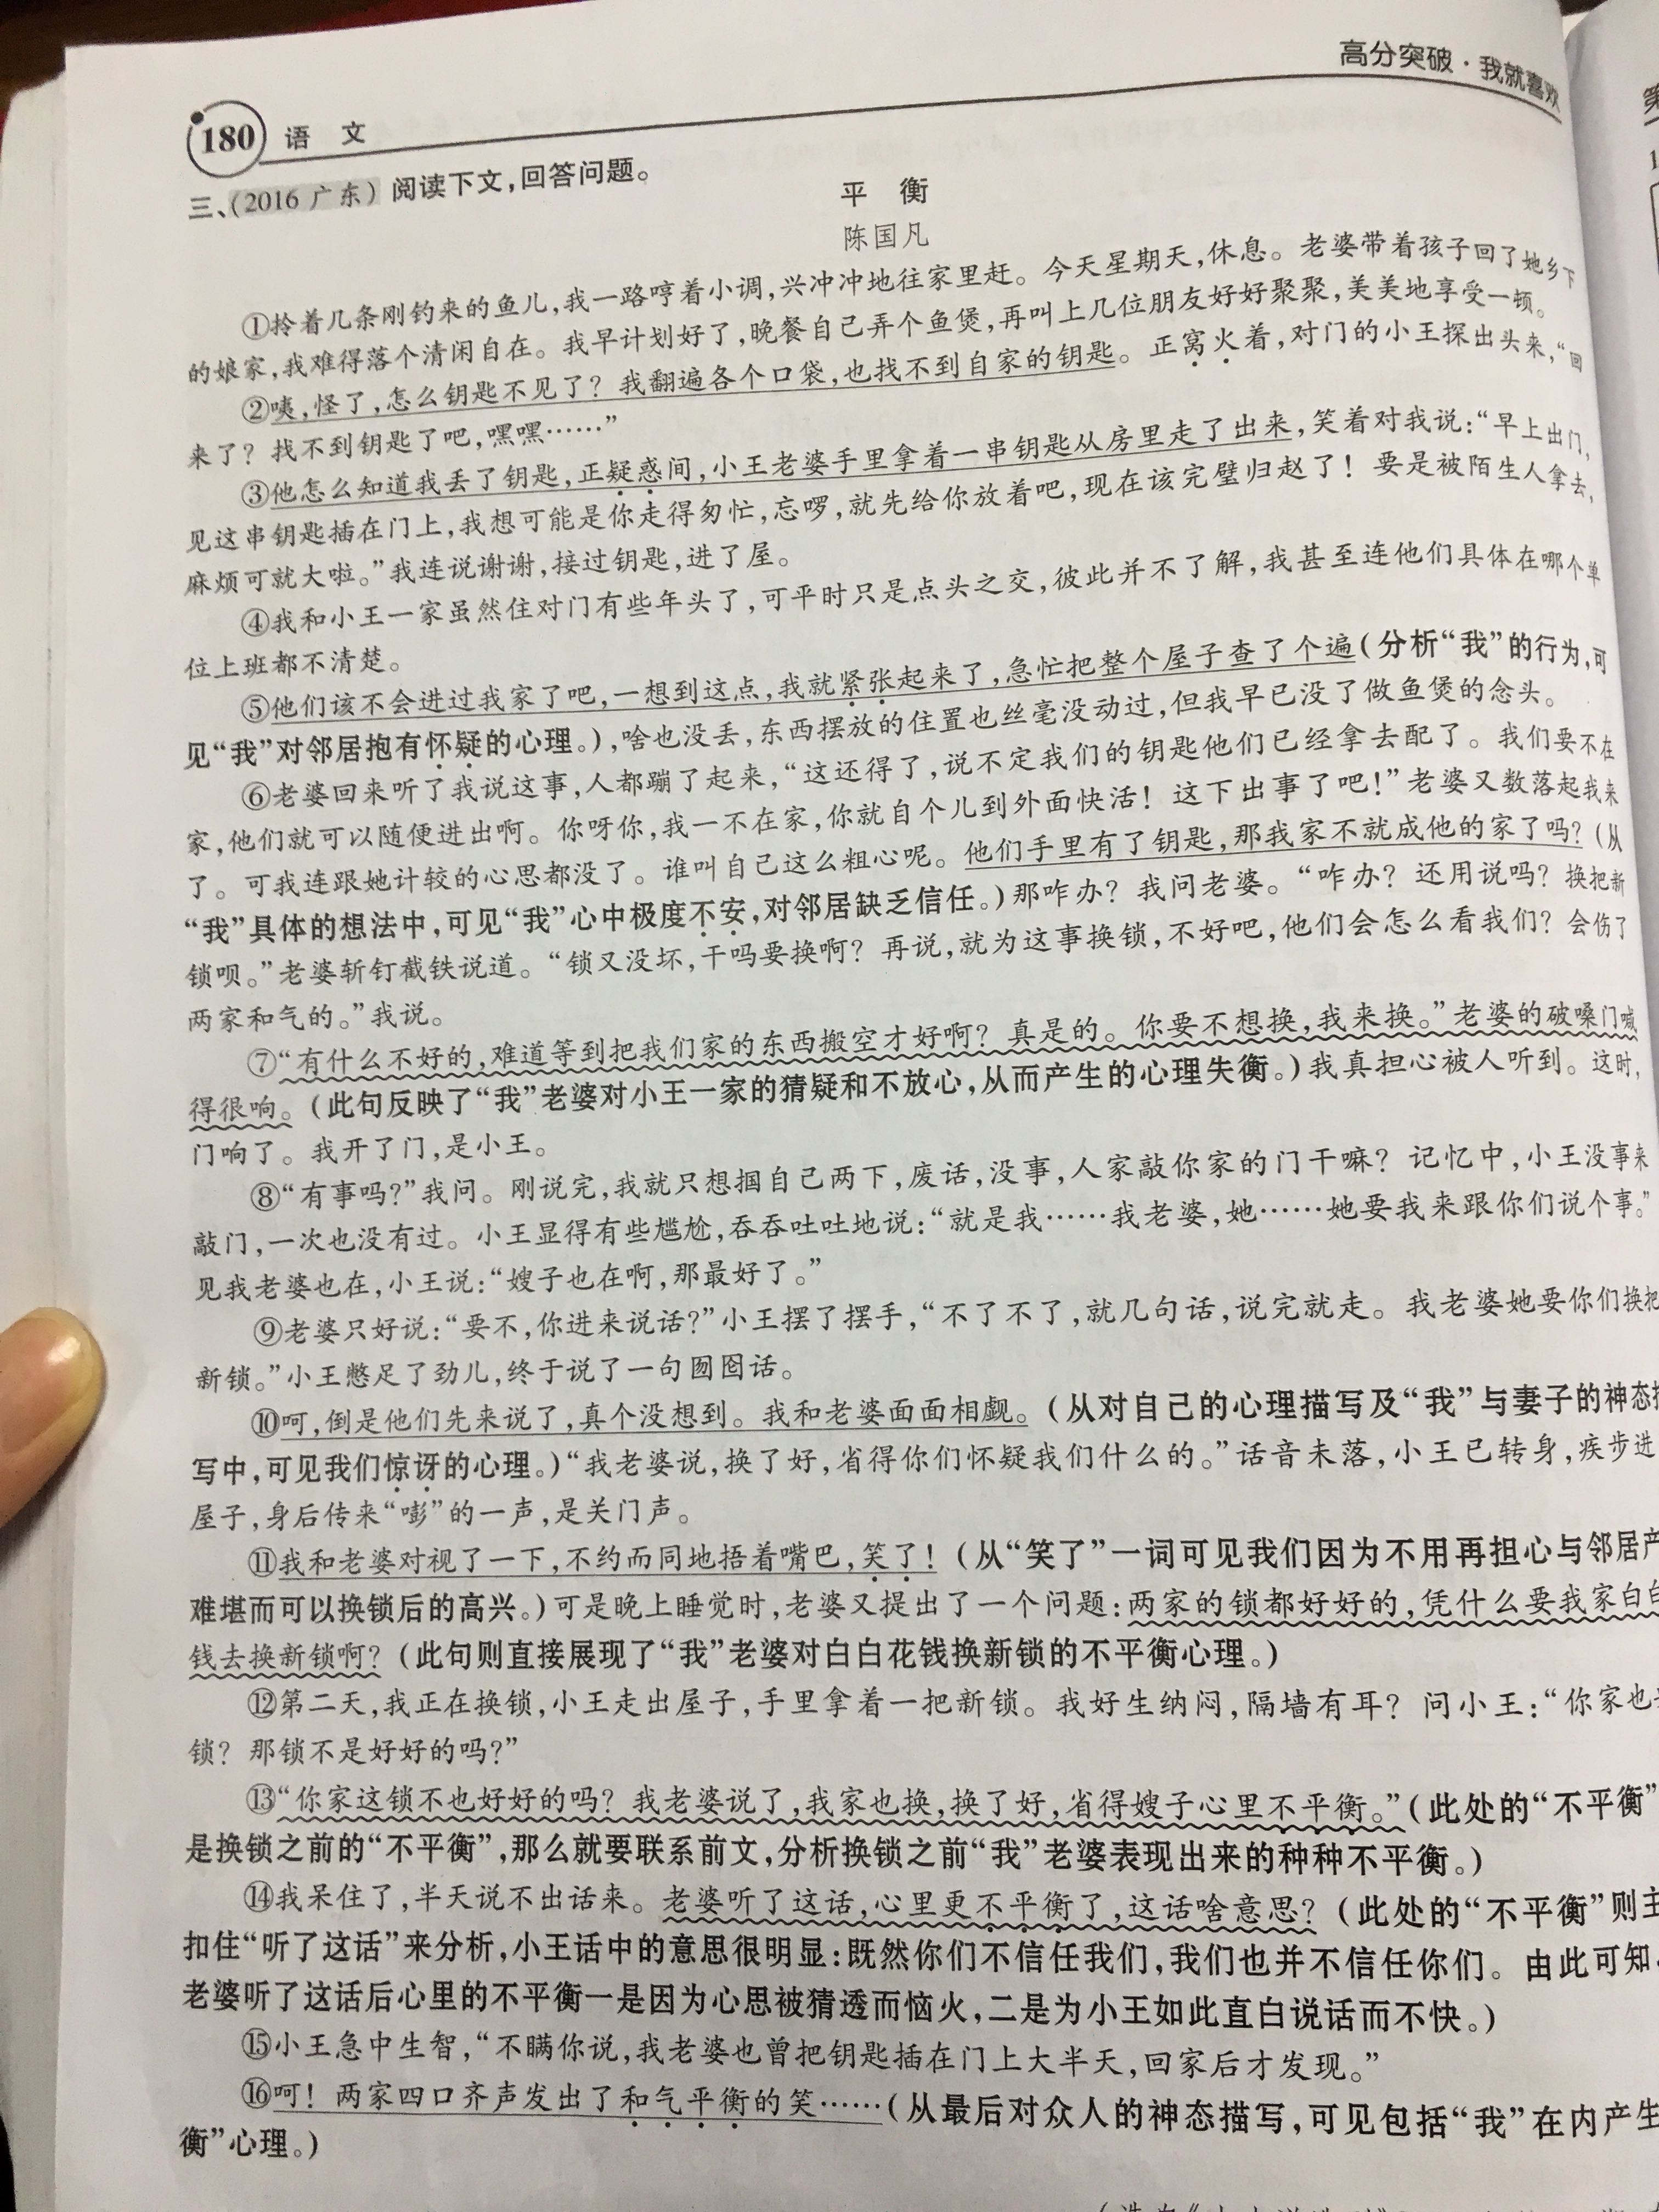 高分突破·我就喜欢
180 语 文
三、(2016 广东) 阅读下文,回答问题。
平 衡
陈国凡
①拎着几条刚钓来的鱼儿,我一路哼着小调,兴冲冲地往家里赶。今天星期天,休息。老婆带着孩子回了她乡下
的娘家,我难得落个清闲自在。我早计划好了,晚餐自己弄个鱼煲,再叫上几位朋友好好聚聚,美美地享受一顿。
②咦,怪了,怎么钥匙不见了?我翻遍各个口袋,也找不到自家的钥匙。正窝火着,对门的小王探出头来,“回
来了?找不到钥匙了吧,嘿嘿……”
③他怎么知道我丢了钥匙,正疑惑间,小王老婆手里拿着一串钥匙从房里走了出来,笑着对我说:“早上出门,
见这串钥匙插在门上,我想可能是你走得匆忙,忘啰,就先给你放着吧,现在该完璧归赵了!要是被陌生人拿去,
麻烦可就大啦。”我连说谢谢,接过钥匙,进了屋。
④我和小王一家虽然住对门有些年头了,可平时只是点头之交,彼此并不了解,我甚至连他们具体在哪个单
位上班都不清楚。
⑤他们该不会进过我家了吧,一想到这点,我就紧张起来了,急忙把整个屋子查了个遍(分析“我”的行为,可
见“我”对邻居抱有怀疑的心理。),啥也没丢,东西摆放的位置也丝毫没动过,但我早已没了做鱼煲的念头。
⑥老婆回来听了我说这事,人都蹦了起来,“这还得了,说不定我们的钥匙他们已经拿去配了。我们要不在
家,他们就可以随便进出啊。你呀你,我一不在家,你就自个儿到外面快活!这下出事了吧!”老婆又数落起我来
了。可我连跟她计较的心思都没了。谁叫自己这么粗心呢。他们手里有了钥匙,那我家不就成他的家了吗?(从
“我”具体的想法中,可见“我”心中极度不安,对邻居缺乏信任。)那咋办?我问老婆。“咋办?还用说吗?换把新
锁呗。”老婆斩钉截铁说道。“锁又没坏,干吗要换啊?再说,就为这事换锁,不好吧,他们会怎么看我们?会伤了
两家和气的。”我说。
⑦“有什么不好的,难道等到把我们家的东西搬空才好啊?真是的。你要不想换,我来换。”老婆的破嗓门喊
得很响。(此句反映了“我”老婆对小王一家的猜疑和不放心,从而产生的心理失衡。)我真担心被人听到。这时,
门响了。我开了门,是小王。
⑧“有事吗?”我问。刚说完,我就只想掴自己两下,废话,没事,人家敲你家的门干嘛?记忆中,小王没事来
敲门,一次也没有过。小王显得有些尴尬,吞吞吐吐地说:“就是我……我老婆,她……她要我来跟你们说个事。”
见我老婆也在,小王说:“嫂子也在啊,那最好了。”
⑨老婆只好说:“要不,你进来说话?”小王摆了摆手,“不了不了,就几句话,说完就走。我老婆她要你们换把
新锁。”小王憋足了劲儿,终于说了一句囫囵话。
⑩呵,倒是他们先来说了,真个没想到。我和老婆面面相觑。(从对自己的心理描写及“我”与妻子的神态描
写中,可见我们惊讶的心理。)“我老婆说,换了好,省得你们怀疑我们什么的。”话音未落,小王已转身,疾步进
屋子,身后传来“嘭”的一声,是关门声。
⑪我和老婆对视了一下,不约而同地捂着嘴巴,笑了!(从“笑了”一词可见我们因为不用再担心与邻居产
难堪而可以换锁后的高兴。)可是晚上睡觉时,老婆又提出了一个问题:两家的锁都好好的,凭什么要我家白白
钱去换新锁啊?(此句则直接展现了“我”老婆对白白花钱换新锁的不平衡心理。)
⑫第二天,我正在换锁,小王走出屋子,手里拿着一把新锁。我好生纳闷,隔墙有耳?问小王:“你家也
锁?那锁不是好好的吗?”
⑬“你家这锁不也好好的吗?我老婆说了,我家也换,换了好,省得嫂子心里不平衡。”(此处的“不平衡”
是换锁之前的“不平衡”,那么就要联系前文,分析换锁之前“我”老婆表现出来的种种不平衡。)
⑭我呆住了,半天说不出话来。老婆听了这话,心里更不平衡了,这话啥意思?(此处的“不平衡”则主
扣住“听了这话”来分析,小王话中的意思很明显:既然你们不信任我们,我们也并不信任你们。由此可知,
老婆听了这话后心里的不平衡一是因为心思被猜透而恼火,二是为小王如此直白说话而不快。)
⑮小王急中生智,“不瞒你说,我老婆也曾把钥匙插在门上大半天,回家后才发现。”
⑯呵!两家四口齐声发出了和气平衡的笑……(从最后对众人的神态描写,可见包括“我”在内产生
衡”心理。)